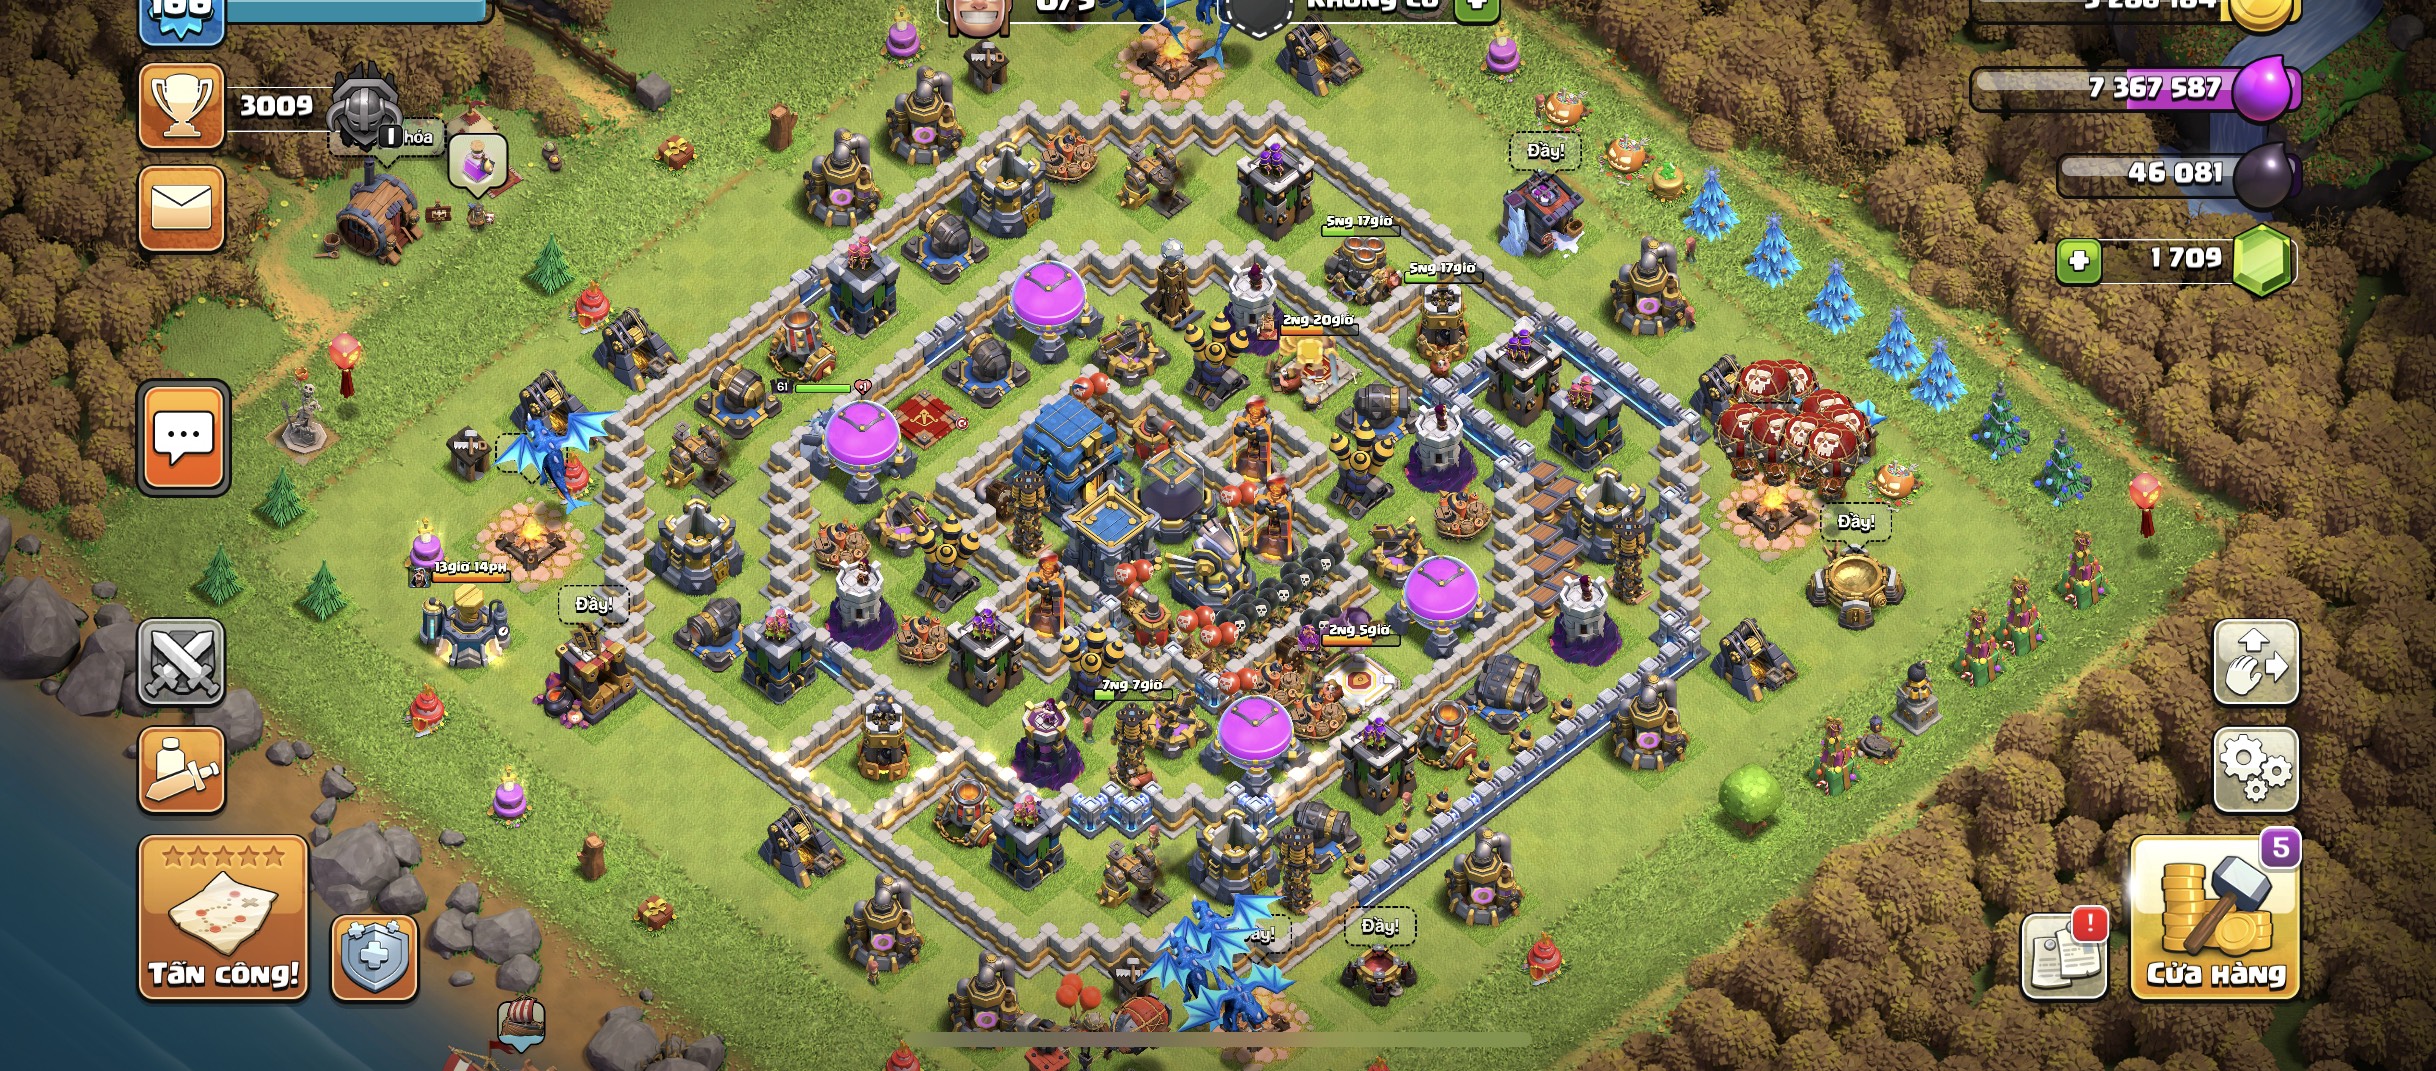 3009
I
hóa
7 367 587
46 081
1 709
Đầy!
5ng 17giờ
5ng 17giờ
2ng 20giờ
61
Đầy!
13giờ 14ph
Đầy!
2ng 5giờ
7ng 7giờ
Đầy!
5
!
Tấn công!
Cửa hàng